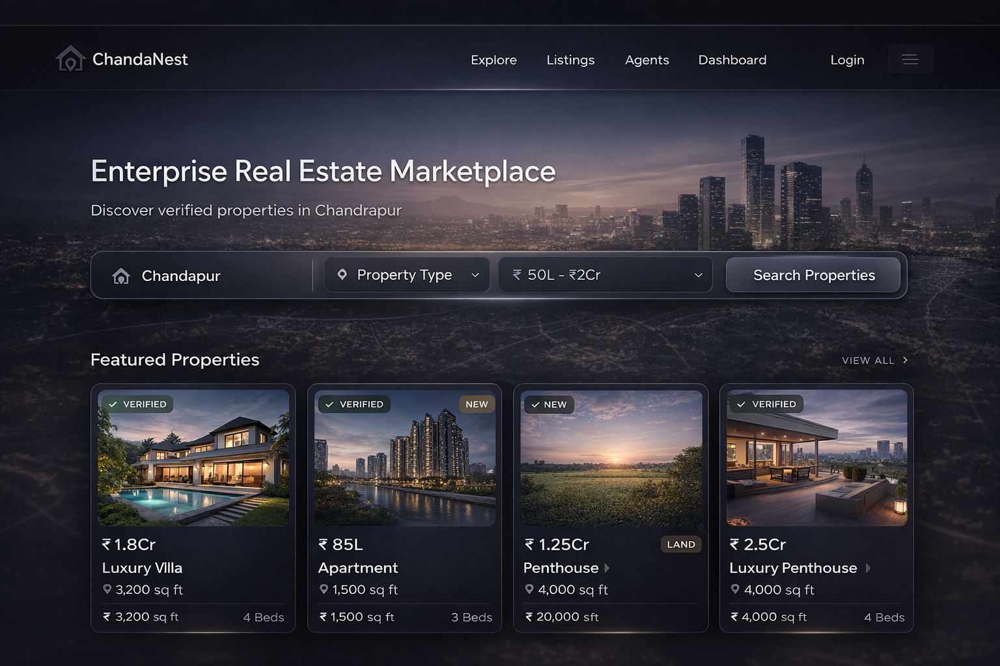 ChandaNest
Explore
Listings
Agents
Dashboard
Login
Enterprise Real Estate Marketplace
Discover verified properties in Chandrapur
Chandapur
Property Type
₹ 50L - ₹2Cr
Search Properties
Featured Properties
VIEW ALL
VERIFIED
₹ 1.8Cr
Luxury Villa
3,200 sq ft
₹ 3,200 sq ft
4 Beds
VERIFIED
NEW
₹ 85L
Apartment
1,500 sq ft
₹ 1,500 sq ft
3 Beds
NEW
₹ 1.25Cr
LAND
Penthouse
4,000 sq ft
₹ 20,000 sft
VERIFIED
₹ 2.5Cr
Luxury Penthouse
4,000 sq ft
₹ 4,000 sq ft
4 Beds